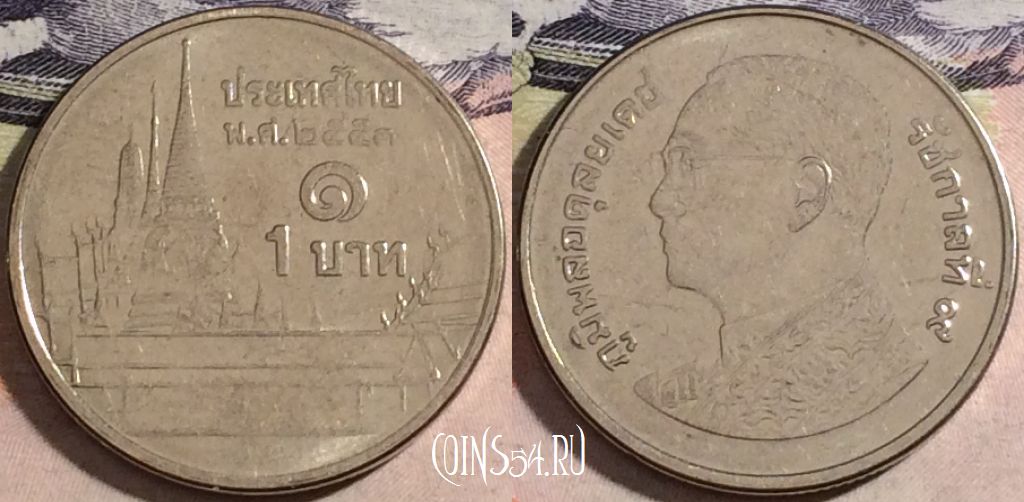 ประเทศไทย
พ.ศ.๒๕๕๓
๑
1 บาท
ภูมิพลอดุลยเดช
รัชกาลที่ ๙
COINS54.RU